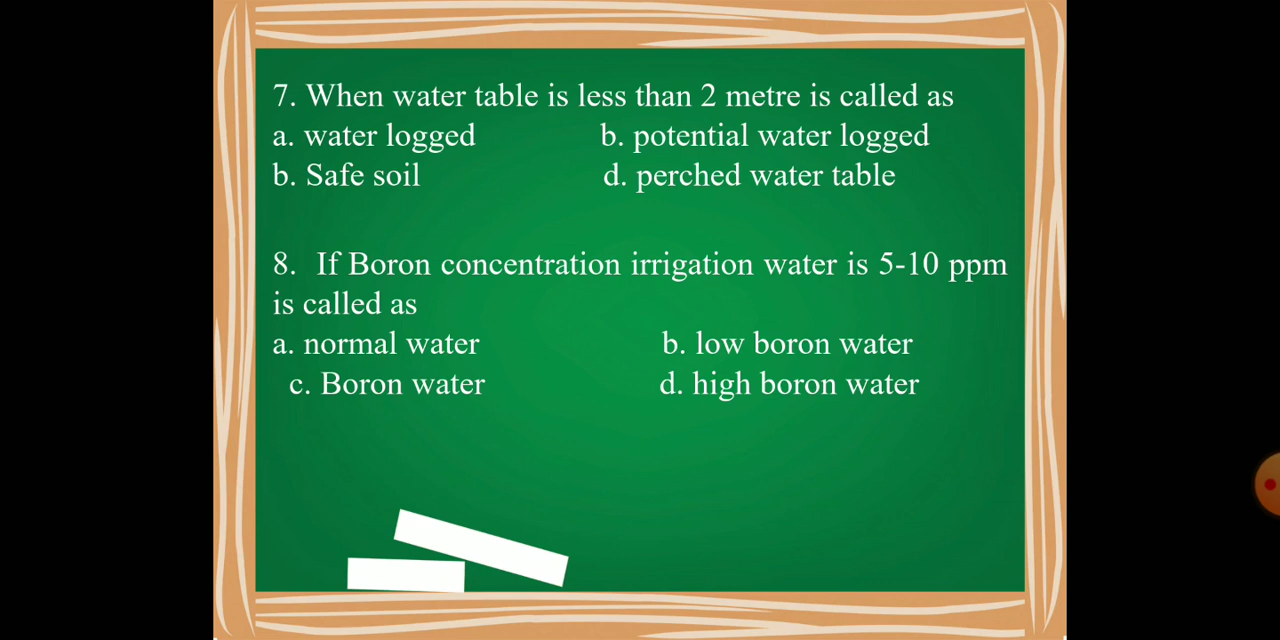 7. When water table is less than 2 metre is called as
a. water logged b. potential water logged
b. Safe soil d. perched water table
8. If Boron concentration irrigation water is 5-10 ppm
is called as
a. normal water b. low boron water
c. Boron water d. high boron water